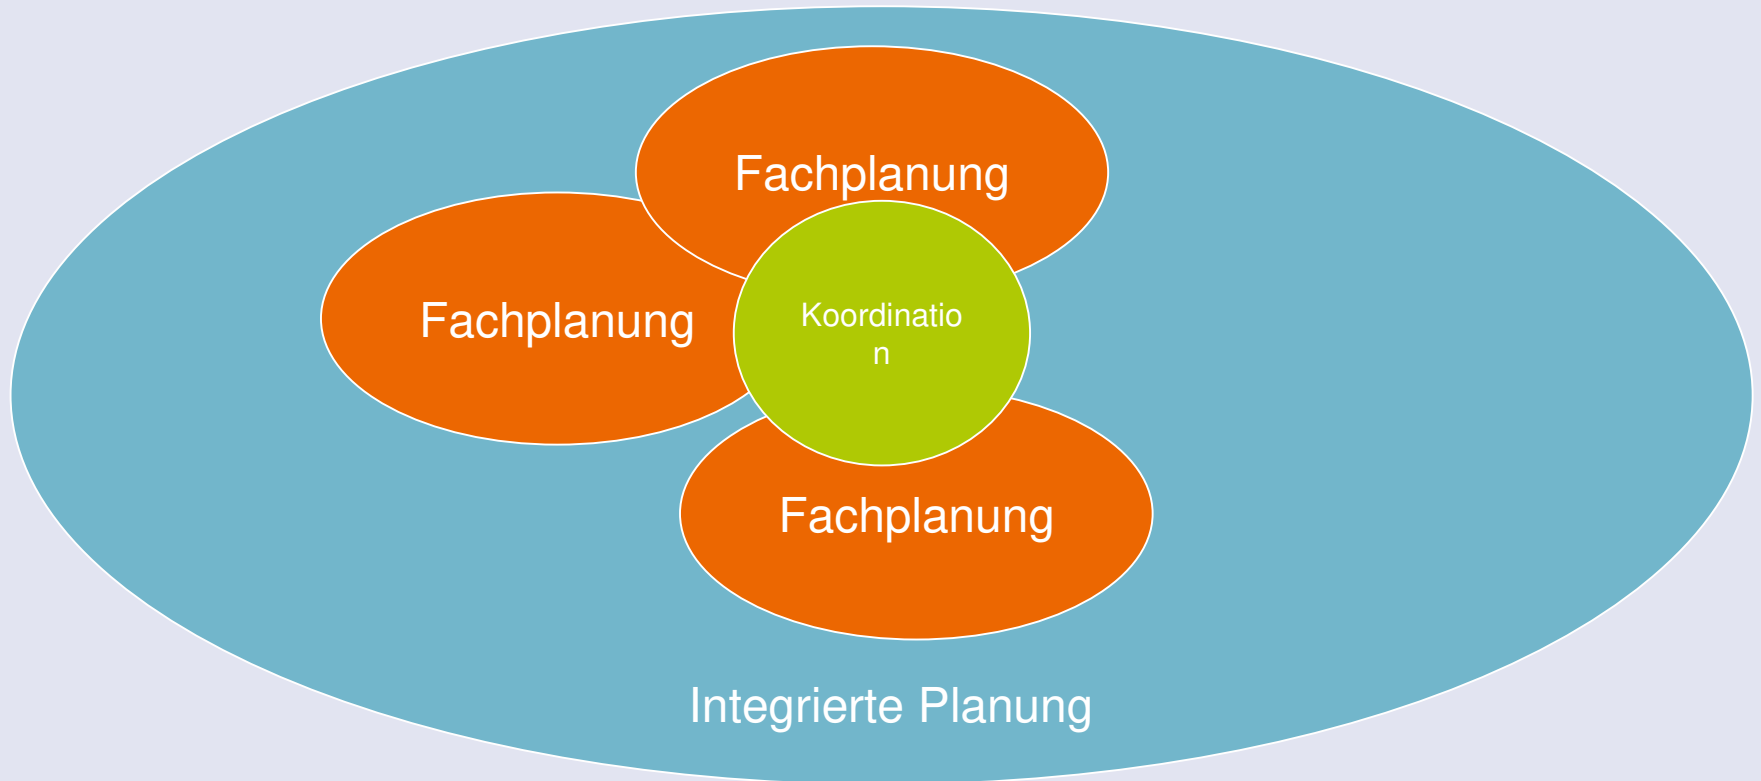 Fachplanung
Fachplanung
Koordinatio
n
Fachplanung
Integrierte Planung